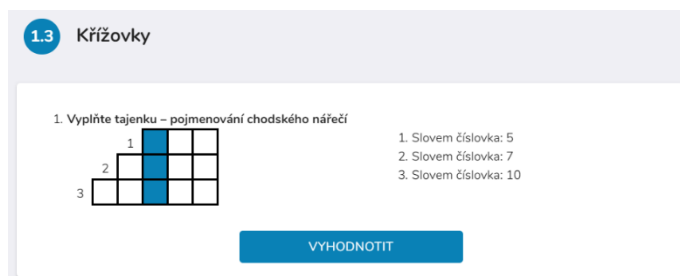 1.3 Křížovky
1. Vyplňte tajenku – pojmenování chodského nářečí
1
2
3
1. Slovem číslovka: 5
2. Slovem číslovka: 7
3. Slovem číslovka: 10
VYHODNOTIT